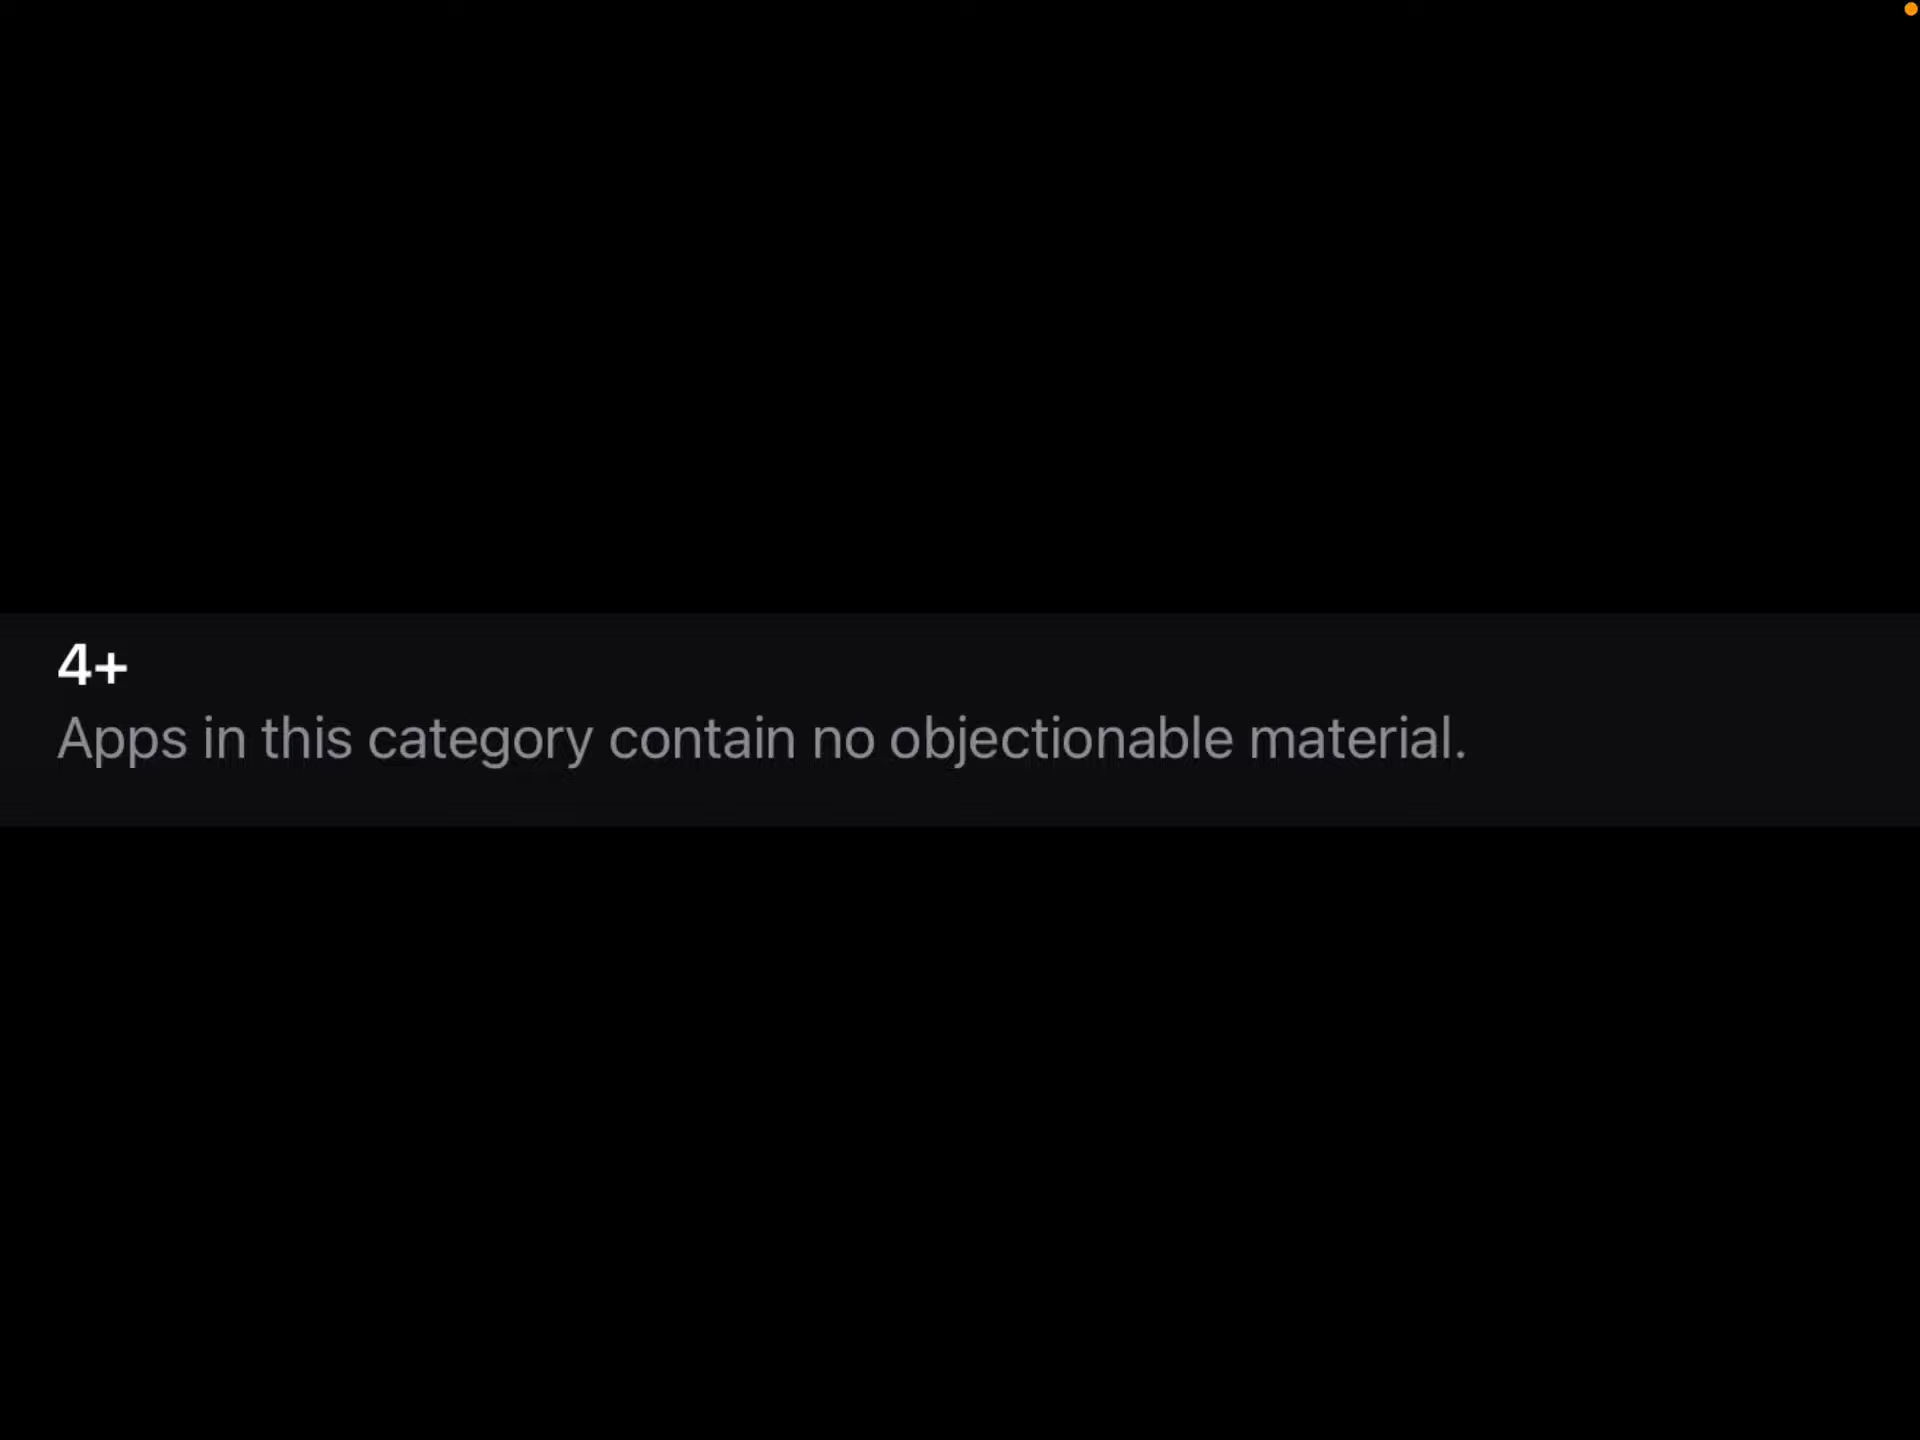 4+
Apps in this category contain no objectionable material.